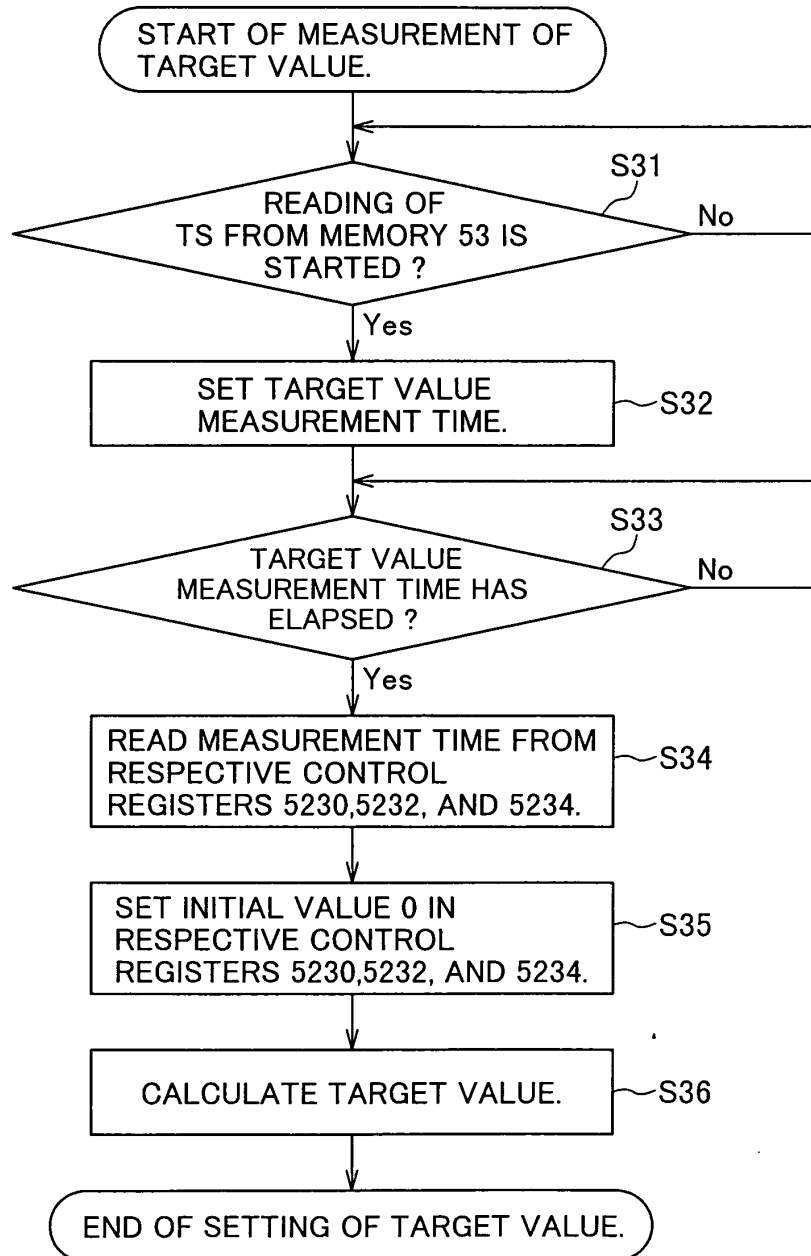 START OF MEASUREMENT OF
TARGET VALUE.
S31
READING OF
TS FROM MEMORY 53 IS
STARTED ?
No
Yes
SET TARGET VALUE
MEASUREMENT TIME.
S32
S33
TARGET VALUE
MEASUREMENT TIME HAS
ELAPSED ?
No
Yes
READ MEASUREMENT TIME FROM
RESPECTIVE CONTROL
REGISTERS 5230,5232, AND 5234.
S34
SET INITIAL VALUE 0 IN
RESPECTIVE CONTROL
REGISTERS 5230,5232, AND 5234.
S35
CALCULATE TARGET VALUE.
S36
END OF SETTING OF TARGET VALUE.